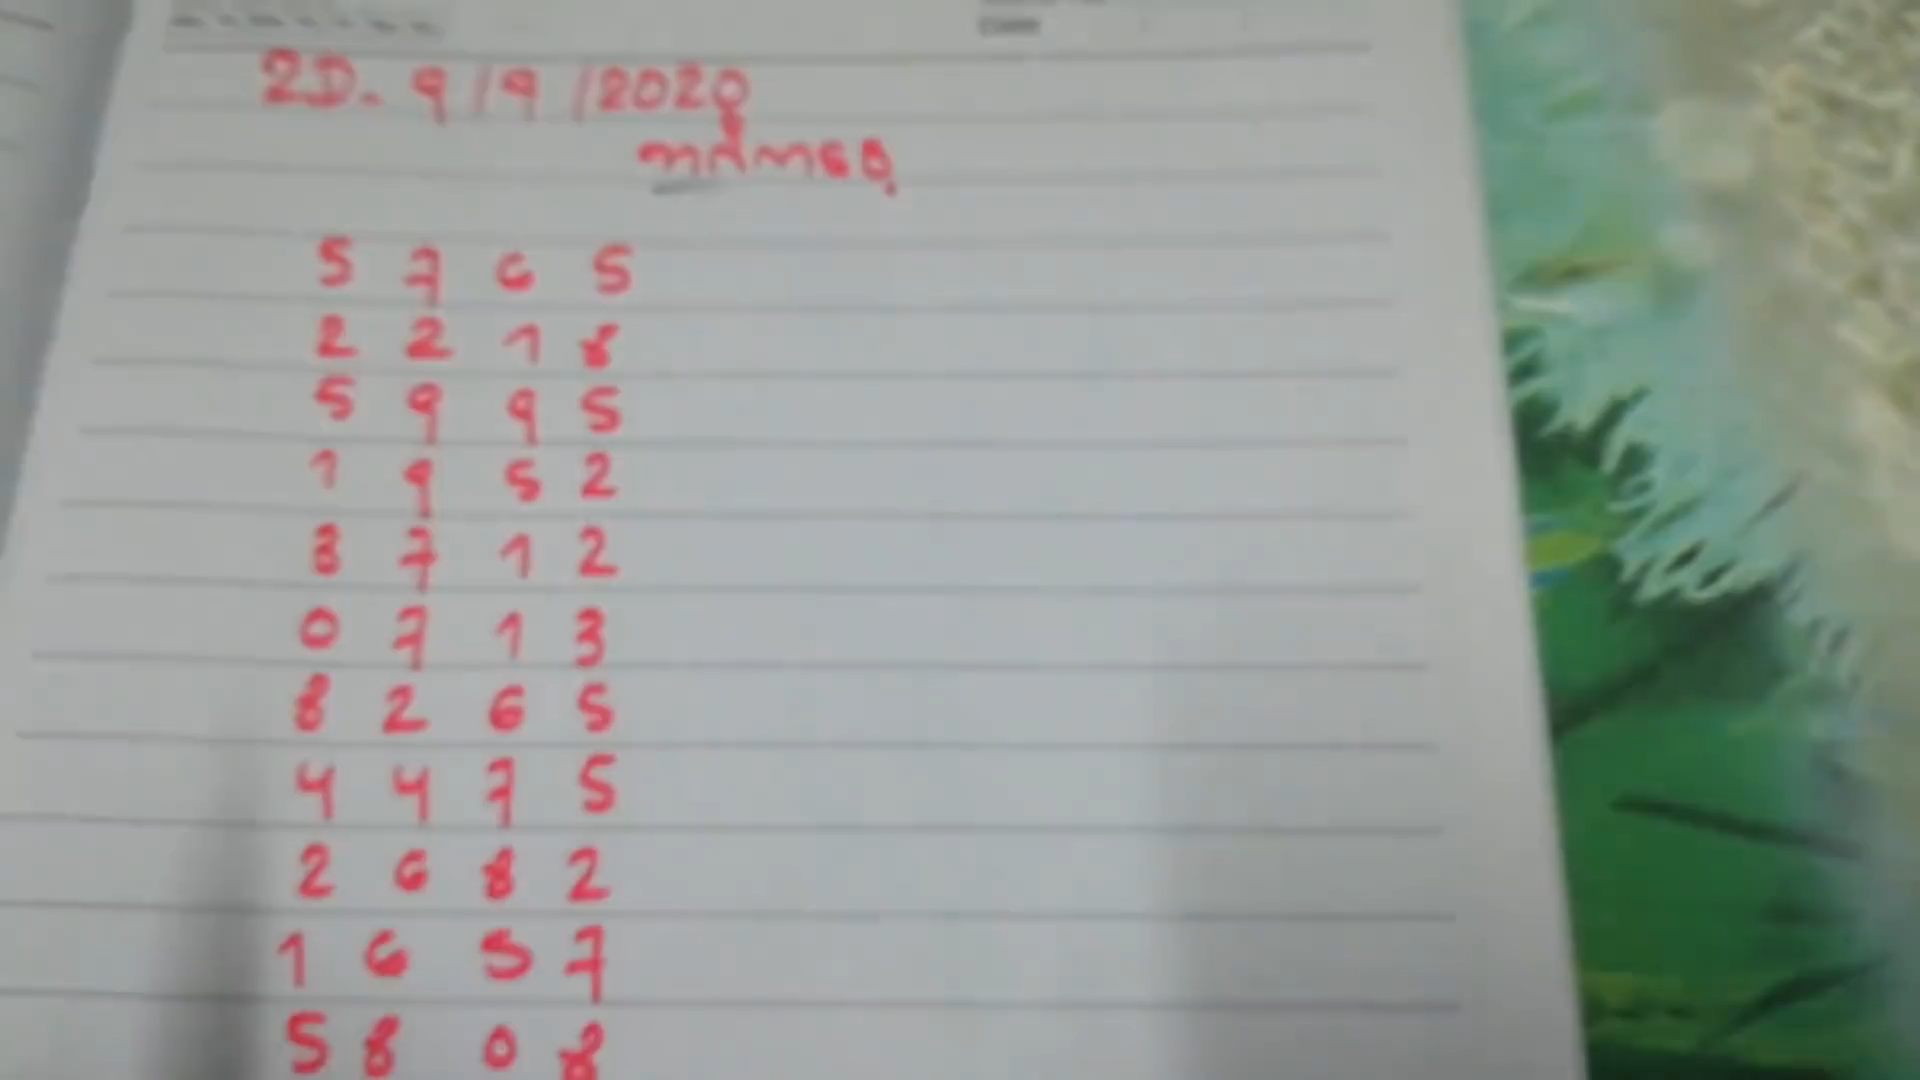 Date
2D. 9/9/2020
5 7 6 5
2 2 1 8
5 9 9 5
1 9 5 2
8 7 1 2
0 7 1 3
8 2 6 5
4 4 7 5
2 6 8 2
1 6 5 7
5 8 0 8